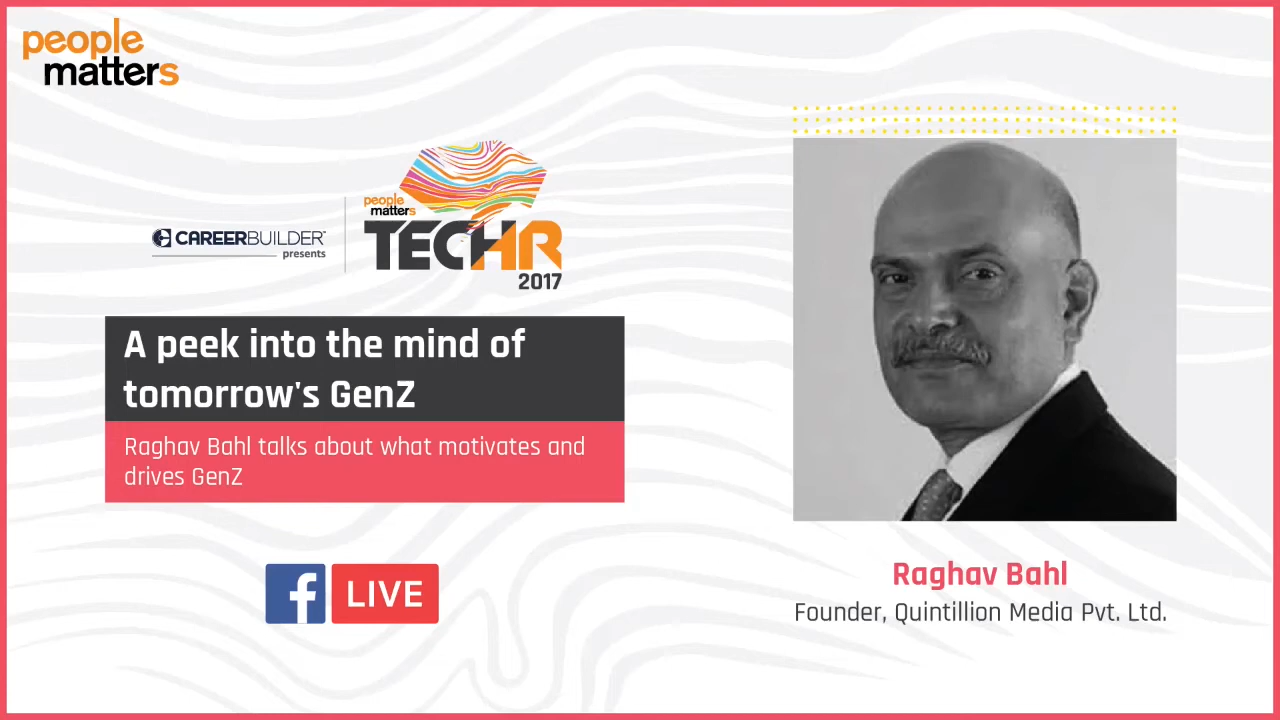 people
matters
CAREERBUILDER
presents
people
matters
TECHR
2017
A peek into the mind of
tomorrow's GenZ
Raghav Bahl talks about what motivates and
drives GenZ
f LIVE
Raghav Bahl
Founder, Quintillion Media Pvt. Ltd.